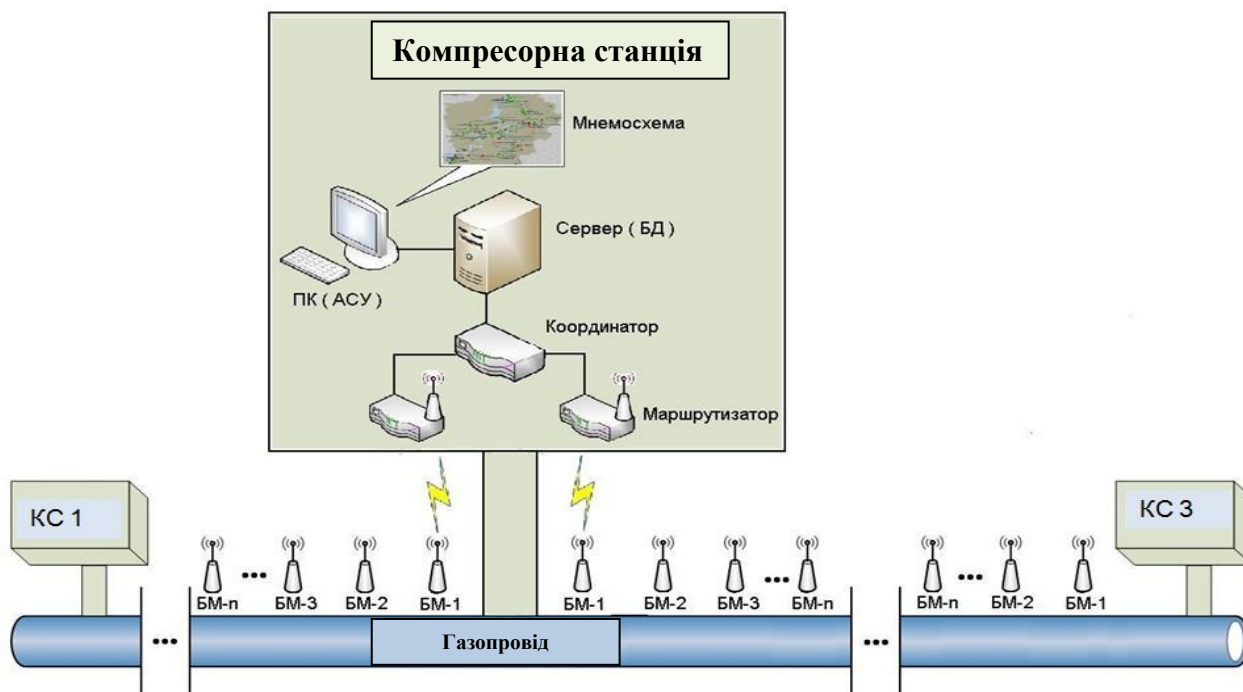 Компресорна станція
Мнемосхема
Сервер ( БД )
ПК ( АСУ )
Координатор
Маршрутизатор
КС 1
КС 3
БМ-n ... БМ-3 БМ-2 БМ-1 БМ-1 БМ-2 БМ-3 ... БМ-n БМ-n ... БМ-2 БМ-1
... Газопровід ...